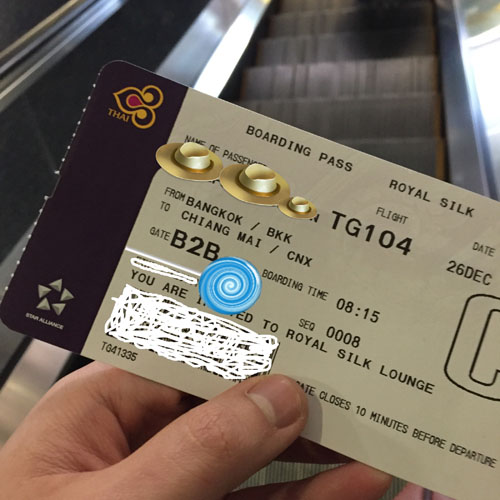 THAI
BOARDING PASS
ROYAL SILK
NAME OF PASSENGER
TG104
FLIGHT
DATE
26DEC
FROM BANGKOK / BKK
TO CHIANG MAI / CNX
GATE B2B
BOARDING TIME 08:15
SEQ 0008
YOU ARE INVITED TO ROYAL SILK LOUNGE
GATE CLOSES 10 MINUTES BEFORE DEPARTURE
TG41335
STAR ALLIANCE